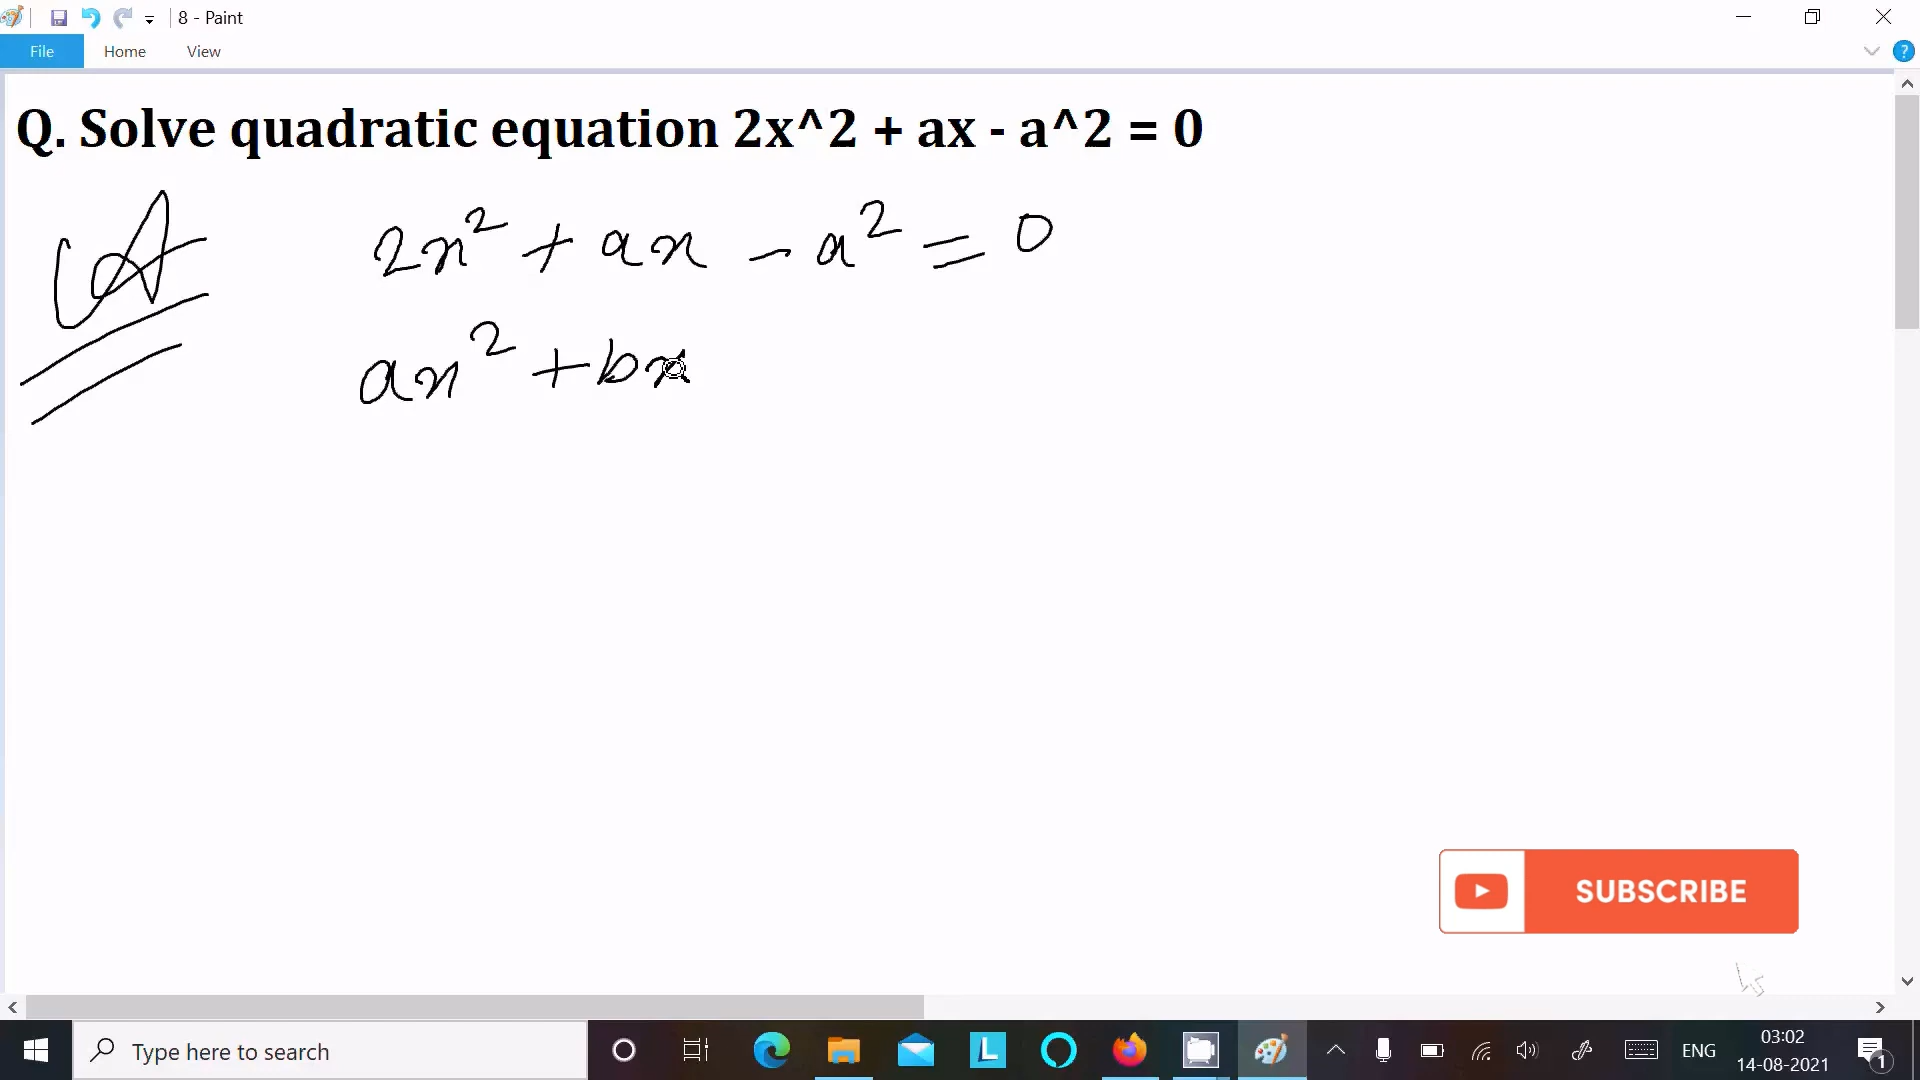 8 - Paint
File Home View
Q. Solve quadratic equation 2x^2 + ax - a^2 = 0
A
2x² + ax - a² = 0
ax² + bx
SUBSCRIBE
Type here to search
ENG
03:02
14-08-2021
1